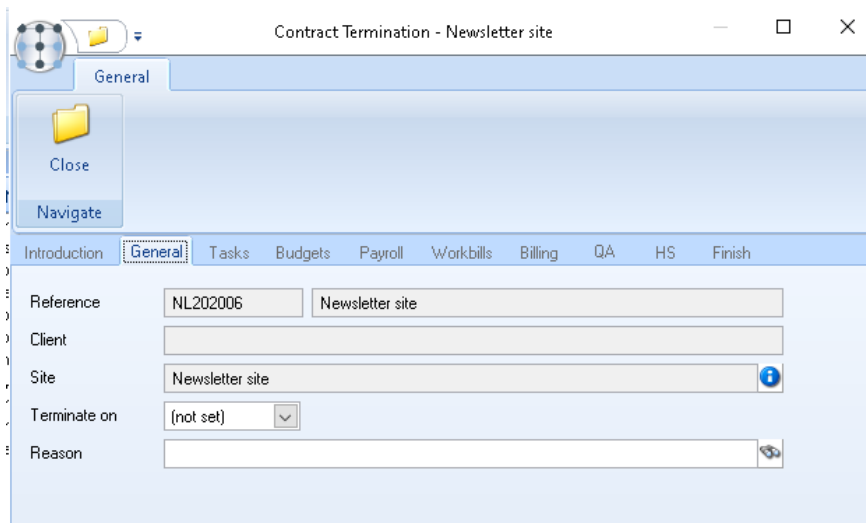 Contract Termination - Newsletter site
General
Close
Navigate
Introduction General Tasks Budgets Payroll Workbills Billing QA HS Finish
Reference NL202006 Newsletter site
Client
Site Newsletter site
Terminate on (not set)
Reason